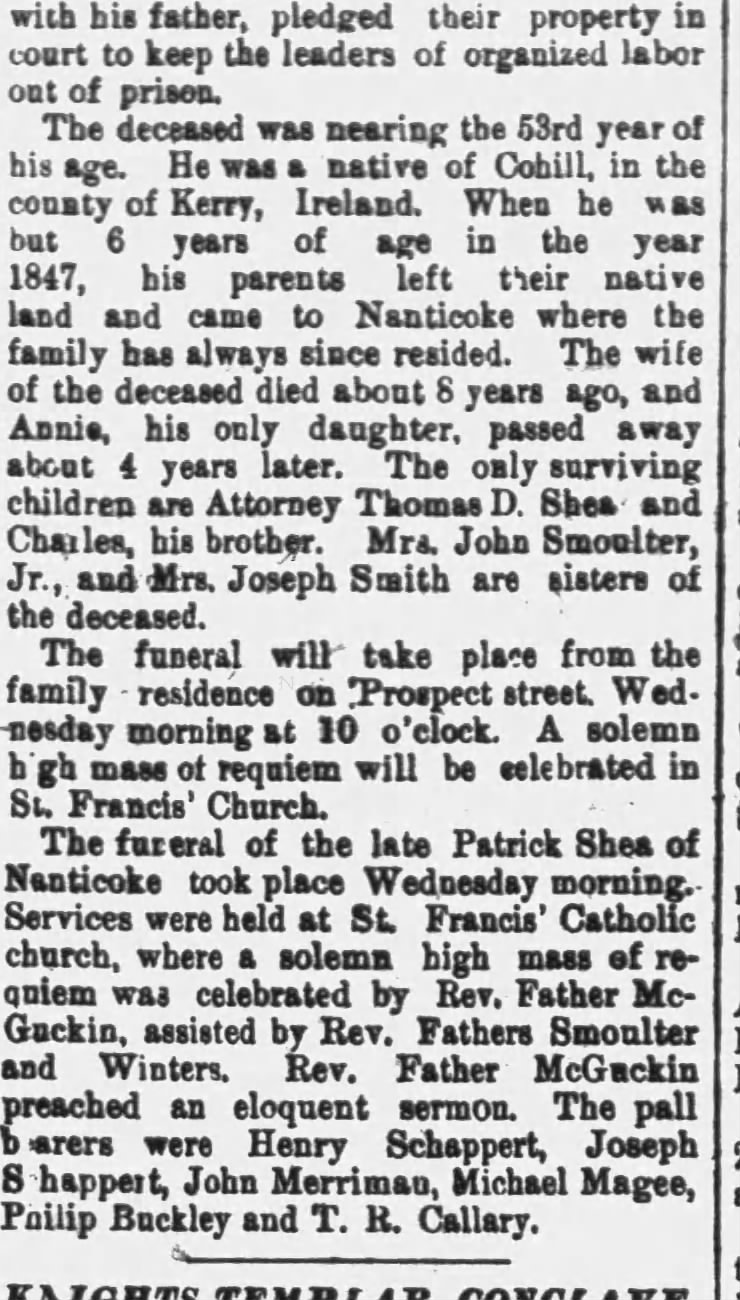 with his father, pledged their property in
court to keep the leaders of organized labor
out of prison.
The deceased was nearing the 53rd year of
his age. He was a native of Cohill, in the
county of Kerry, Ireland. When he was
but 6 years of age in the year
1847, his parents left their native
land and came to Nanticoke where the
family has always since resided. The wife
of the deceased died about 8 years ago, and
Annie, his only daughter, passed away
about 4 years later. The only surviving
children are Attorney Thomas D. Shea and
Charles, his brother. Mrs. John Smoulter,
Jr., and Mrs. Joseph Smith are sisters of
the deceased.
The funeral will take place from the
family residence on Prospect street. Wed-
nesday morning at 10 o'clock. A solemn
high mass of requiem will be celebrated in
St. Francis' Church.
The funeral of the late Patrick Shea of
Nanticoke took place Wednesday morning.
Services were held at St. Francis' Catholic
church, where a solemn high mass of re-
quiem was celebrated by Rev. Father Mc-
Guckin, assisted by Rev. Fathers Smoulter
and Winters. Rev. Father McGuckin
preached an eloquent sermon. The pall
bearers were Henry Schappert, Joseph
Schappert, John Merriman, Michael Magee,
Philip Buckley and T. R. Callary.
KNIGHTS TEMPLAR CONCLAVE